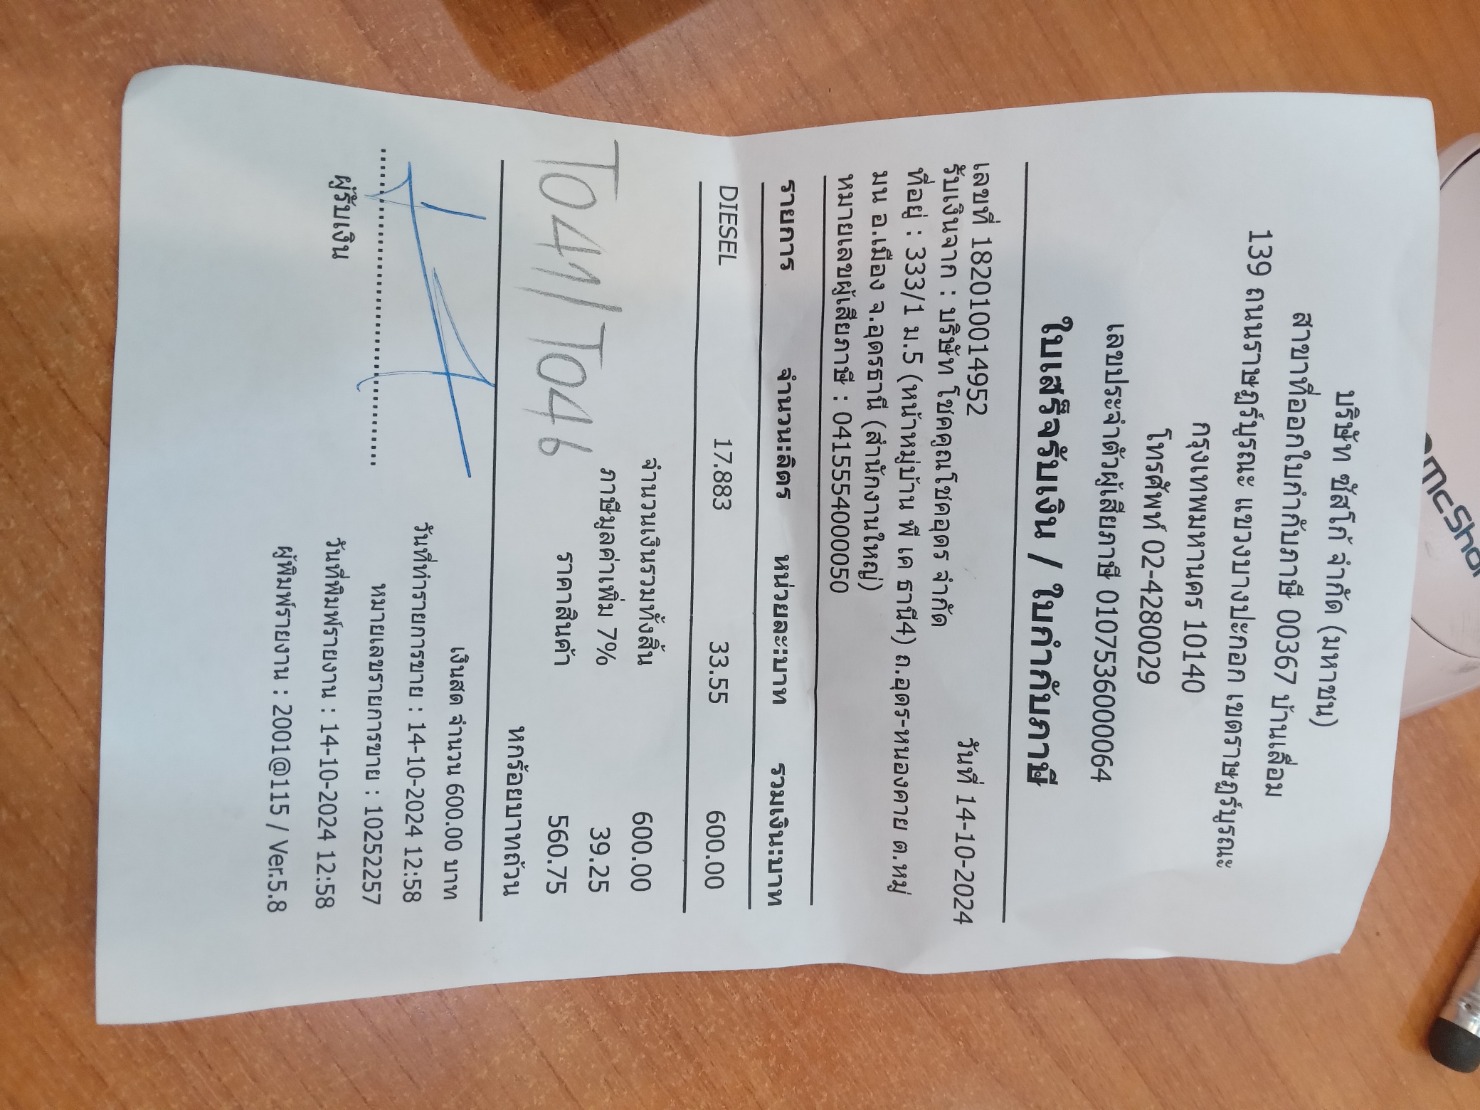 บริษัท ซัสโก้ จำกัด (มหาชน)
สาขาที่ออกใบกำกับภาษี 00367 บ้านเลื่อม
139 ถนนราษฎร์บูรณะ แขวงบางปะกอก เขตราษฎร์บูรณะ
กรุงเทพมหานคร 10140
โทรศัพท์ 02-4280029
เลขประจำตัวผู้เสียภาษี 0107536000064
ใบเสร็จรับเงิน / ใบกำกับภาษี
เลขที่ 182010014952 วันที่ 14-10-2024
รับเงินจาก : บริษัท โชคคูณโชคอุดร จำกัด
ที่อยู่ : 333/1 ม.5 (หน้าหมู่บ้าน พี เค ธานี4) ถ.อุดร-หนองคาย ต.หมู
มน อ.เมือง จ.อุดรธานี (สำนักงานใหญ่)
หมายเลขผู้เสียภาษี : 0415554000050
รายการ จำนวน:ลิตร หน่วยละ:บาท รวมเงิน:บาท
DIESEL 17.883 33.55 600.00
จำนวนเงินรวมทั้งสิ้น 600.00
ภาษีมูลค่าเพิ่ม 7% 39.25
ราคาสินค้า 560.75
T041/T046
หกร้อยบาทถ้วน
เงินสด จำนวน 600.00 บาท
วันที่ทำรายการขาย : 14-10-2024 12:58
หมายเลขรายการขาย : 10252257
ผู้รับเงิน วันที่พิมพ์รายงาน : 14-10-2024 12:58
ผู้พิมพ์รายงาน : 2001@115 / Ver.5.8